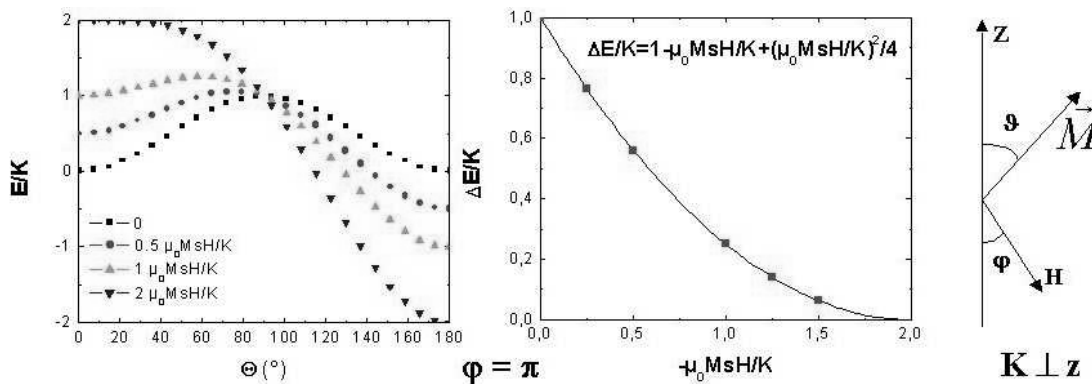 2
1
0
-1
-2
E/K
0
0.5 μ₀MsH/K
1 μ₀MsH/K
2 μ₀MsH/K
0 20 40 60 80 100 120 140 160 180
Θ (°)
φ = π
1,0
0,8
0,6
0,4
0,2
0,0
ΔE/K
ΔE/K=1-μ₀MsH/K+(μ₀MsH/K)²/4
0,0 0,5 1,0 1,5 2,0
-μ₀MsH/K
Z
ϑ
M
φ
H
K ⊥ z